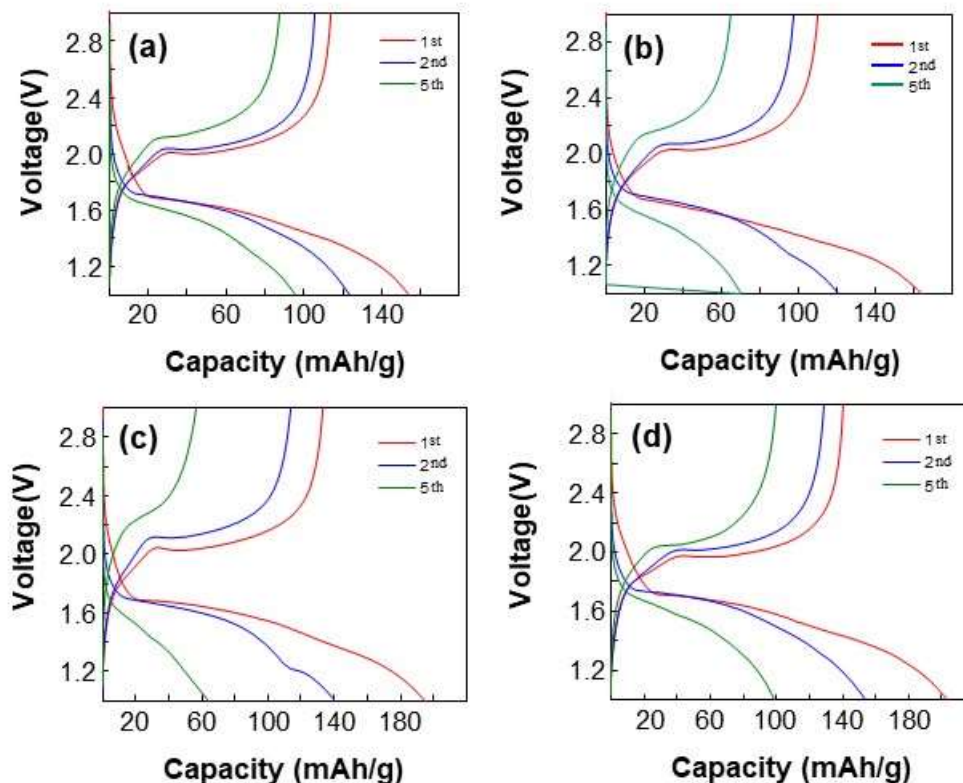 (a)
1st
2nd
5th
Voltage(V)
2.8
2.4
2.0
1.6
1.2
20 60 100 140
Capacity (mAh/g)
(b)
1st
2nd
5th
Voltage(V)
2.8
2.4
2.0
1.6
1.2
20 60 100 140
Capacity (mAh/g)
(c)
1st
2nd
5th
Voltage(V)
2.8
2.4
2.0
1.6
1.2
20 60 100 140 180
Capacity (mAh/g)
(d)
1st
2nd
5th
Voltage(V)
2.8
2.4
2.0
1.6
1.2
20 60 100 140 180
Capacity (mAh/g)